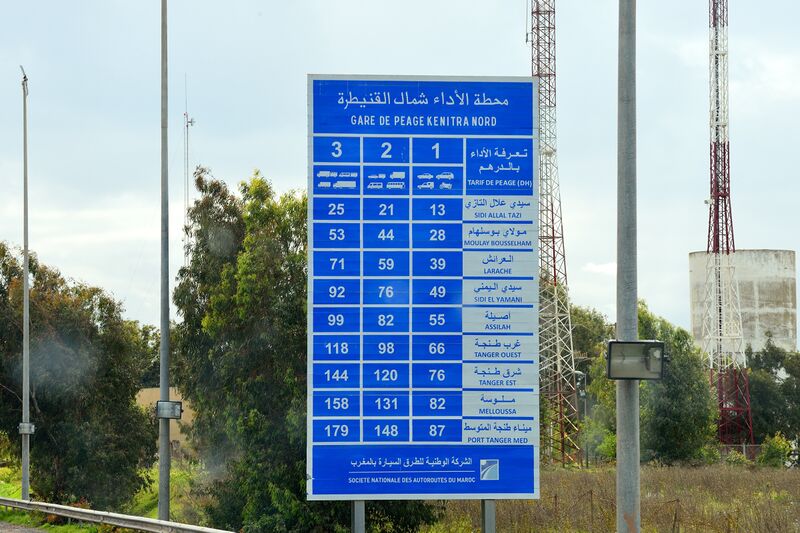 محطة الأداء شمال القنيطرة
GARE DE PEAGE KENITRA NORD
3 2 1 تعرفة الأداء
بالدرهم
TARIF DE PEAGE (DH)
25 21 13 سيدي علال التازي
SIDI ALLAL TAZI
53 44 28 مولاي بوسلهام
MOULAY BOUSSELHAM
71 59 39 العرائش
LARACHE
92 76 49 سيدي اليمني
SIDI EL YAMANI
99 82 55 أصيلة
ASSILAH
118 98 66 غرب طنجة
TANGER OUEST
144 120 76 شرق طنجة
TANGER EST
158 131 82 ملوسة
MELLOUSSA
179 148 87 ميناء طنجة المتوسط
PORT TANGER MED
الشركة الوطنية للطرق السيارة بالمغرب
SOCIETE NATIONALE DES AUTOROUTES DU MAROC